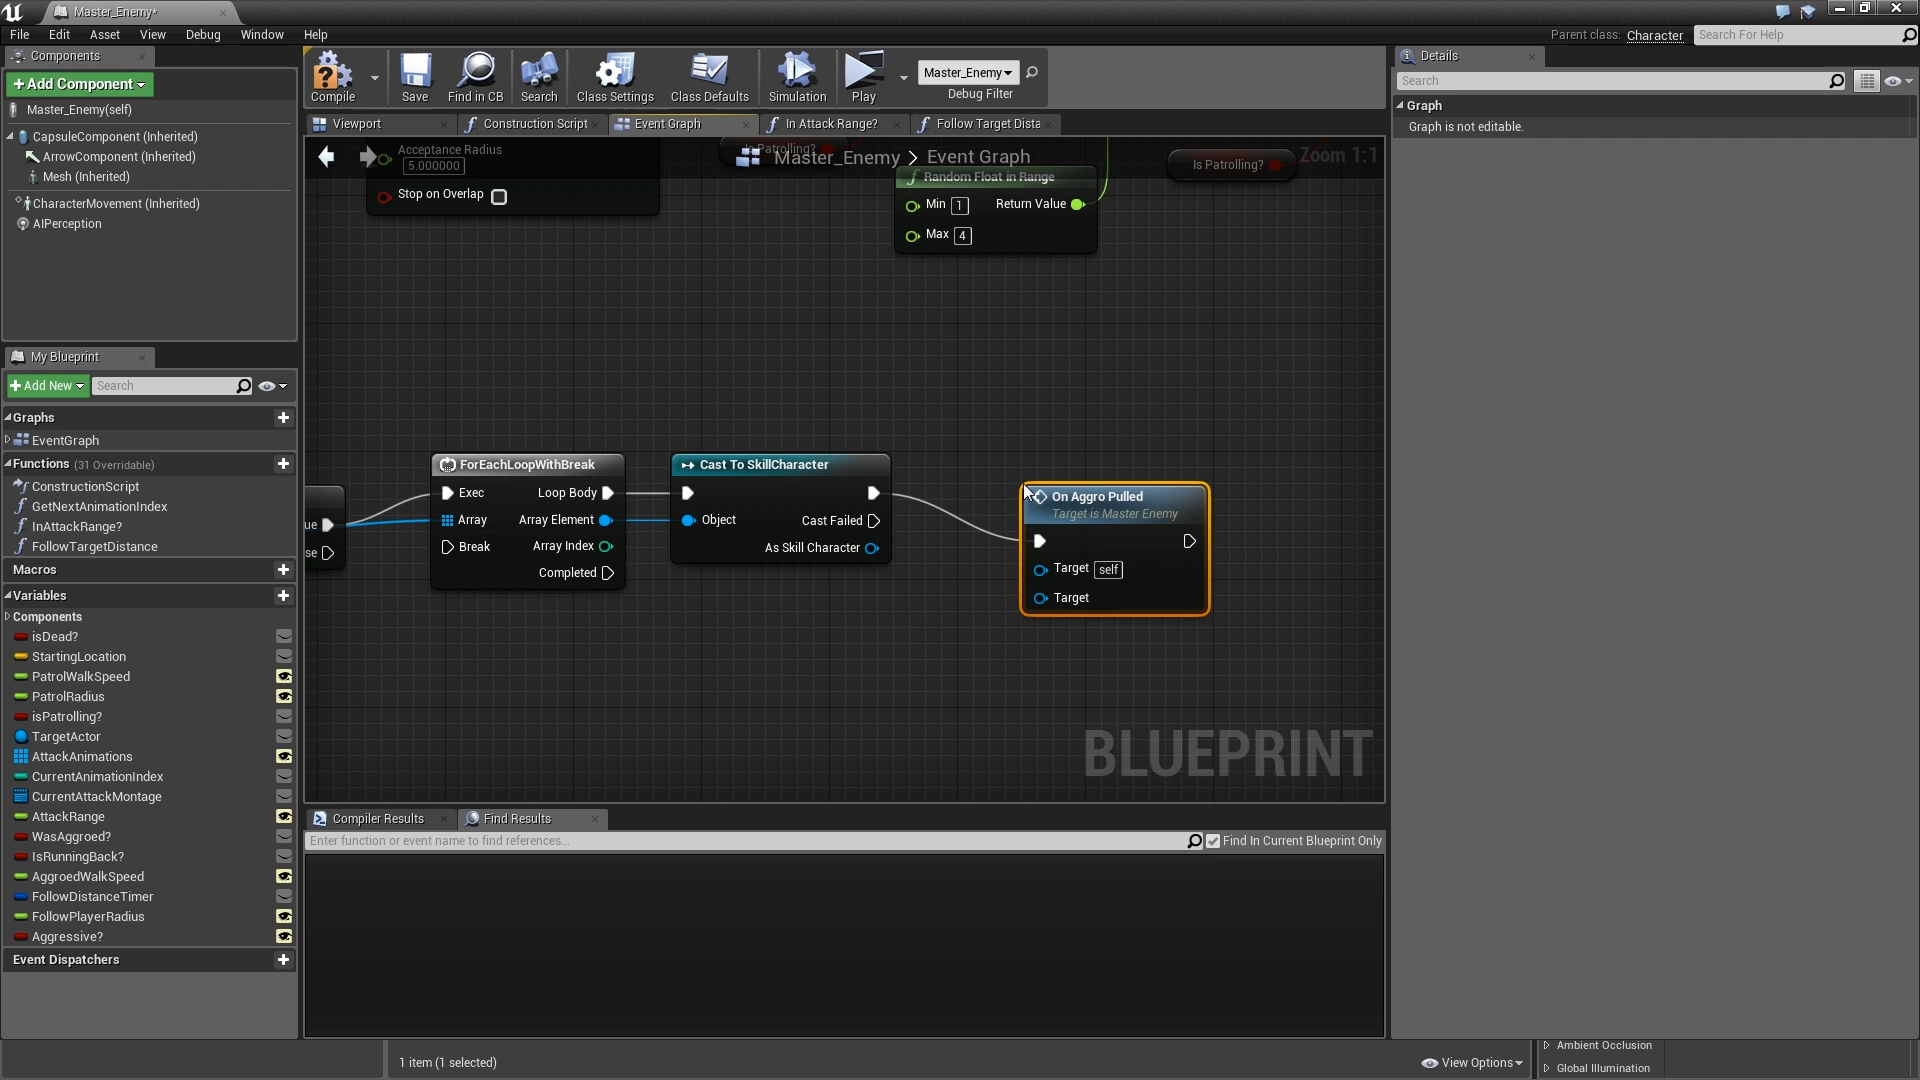 Master_Enemy*
File Edit Asset View Debug Window Help
Parent class: Character
Search For Help
Components
Add Component
Master_Enemy(self)
CapsuleComponent (Inherited)
ArrowComponent (Inherited)
Mesh (Inherited)
CharacterMovement (Inherited)
AIPerception
Compile
Save
Find in CB
Search
Class Settings
Class Defaults
Simulation
Play
Master_Enemy
Debug Filter
Viewport
Construction Script
Event Graph
In Attack Range?
Follow Target Dista
Master_Enemy > Event Graph
Zoom 1:1
Acceptance Radius
5.000000
Stop on Overlap
Is Patrolling?
Random Float in Range
Min 1 Return Value
Max 4
Is Patrolling?
ue
se
ForEachLoopWithBreak
Exec Loop Body
Array Array Element
Break Array Index
Completed
Cast To SkillCharacter
Object Cast Failed
As Skill Character
On Aggro Pulled
Target is Master Enemy
Target self
Target
BLUEPRINT
My Blueprint
Add New
Search
Graphs
EventGraph
Functions (31 Overridable)
ConstructionScript
GetNextAnimationIndex
InAttackRange?
FollowTargetDistance
Macros
Variables
Components
isDead?
StartingLocation
PatrolWalkSpeed
PatrolRadius
isPatrolling?
TargetActor
AttackAnimations
CurrentAnimationIndex
CurrentAttackMontage
AttackRange
WasAggroed?
IsRunningBack?
AggroedWalkSpeed
FollowDistanceTimer
FollowPlayerRadius
Aggressive?
Event Dispatchers
Compiler Results
Find Results
Enter function or event name to find references...
Find In Current Blueprint Only
Details
Search
Graph
Graph is not editable.
1 item (1 selected)
View Options
Ambient Occlusion
Global Illumination